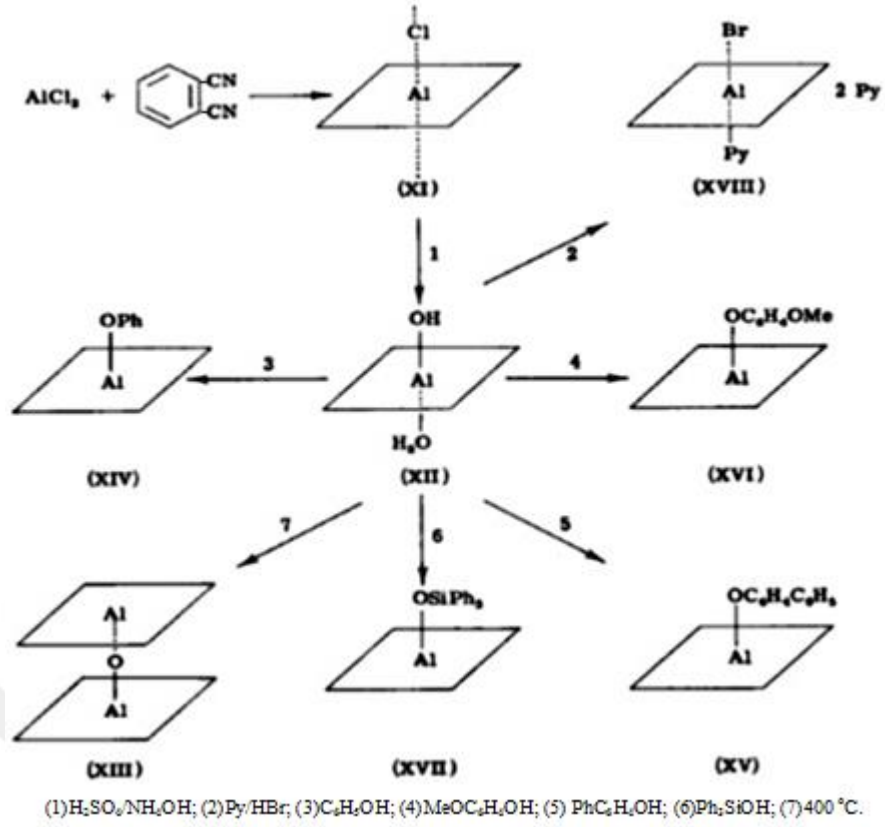 Cl
Br
AlCl₃ + CN Al Al 2 Py
CN
Py
(XI) (XVIII)
1 2
OPh OH OC₆H₄OMe
Al 3 Al 4 Al
H₂O
(XIV) (XII) (XVI)
7 6 5
Al OSiPh₃ OC₆H₄C₆H₅
O Al Al
Al
(XIII) (XVII) (XV)
(1)H₂SO₄/NH₄OH; (2)Py/HBr; (3)C₆H₅OH; (4)MeOC₆H₄OH; (5) PhC₆H₄OH; (6)Ph₃SiOH; (7)400 °C.